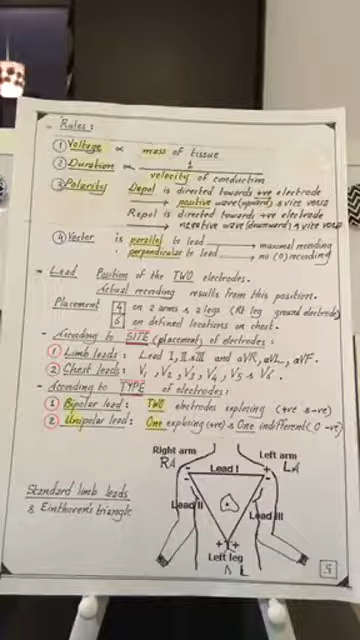 - Rules:
① Voltage ∝ mass of tissue
② Duration ∝ 1 / velocity of conduction
③ Polarity Depol is directed towards +ve electrode
→ positive wave (upward) & vice versa
Repol is directed towards +ve electrode
→ negative wave (downward) & vice versa
④ Vector is parallel to lead → maximal recording
perpendicular to lead → no (0) recording
- Lead Position of the TWO electrodes.
Actual recording results from this position.
Placement 4 on 2 arms & 2 legs (Rt leg ground electrode)
6 on defined locations on chest.
- According to SITE (placement) of electrodes:
① Limb leads: Lead I, II & III and aVR, aVL, aVF.
② Chest leads: V1, V2, V3, V4, V5 & V6.
- According to TYPE of electrodes:
① Bipolar lead: TWO electrodes exploring (+ve & -ve)
② Unipolar lead: One exploring (+ve) & One indifferent (0 -ve)
Right arm Left arm
RA LA
Lead I
Standard limb leads
& Einthoven's triangle
Lead II Lead III
Left leg
L
5